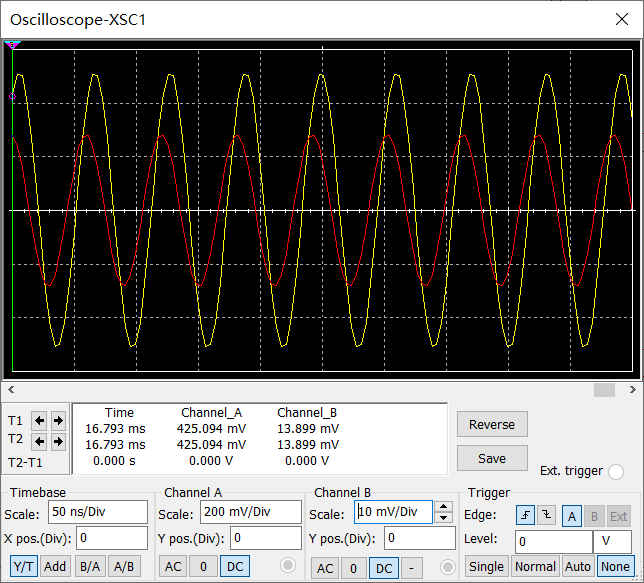 Oscilloscope-XSC1
Time Channel_A Channel_B
T1 16.793 ms 425.094 mV 13.899 mV
T2 16.793 ms 425.094 mV 13.899 mV
T2-T1 0.000 s 0.000 V 0.000 V
Reverse
Save
Ext. trigger
Timebase Channel A Channel B Trigger
Scale: 50 ns/Div Scale: 200 mV/Div Scale: 10 mV/Div Edge: A B Ext
X pos.(Div): 0 Y pos.(Div): 0 Y pos.(Div): 0 Level: 0 V
Y/T Add B/A A/B AC 0 DC AC 0 DC - Single Normal Auto None